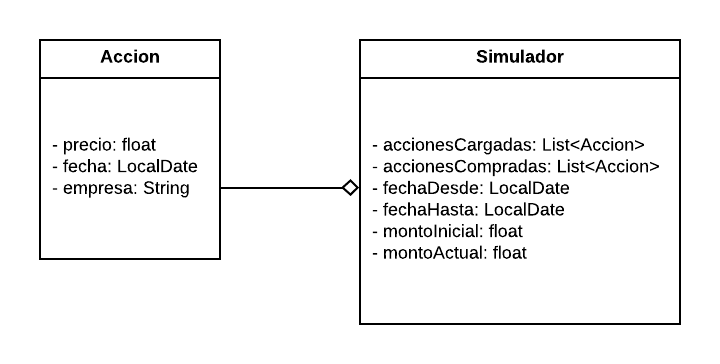 Accion
- precio: float
- fecha: LocalDate
- empresa: String
Simulador
- accionesCargadas: List<Accion>
- accionesCompradas: List<Accion>
- fechaDesde: LocalDate
- fechaHasta: LocalDate
- montoInicial: float
- montoActual: float